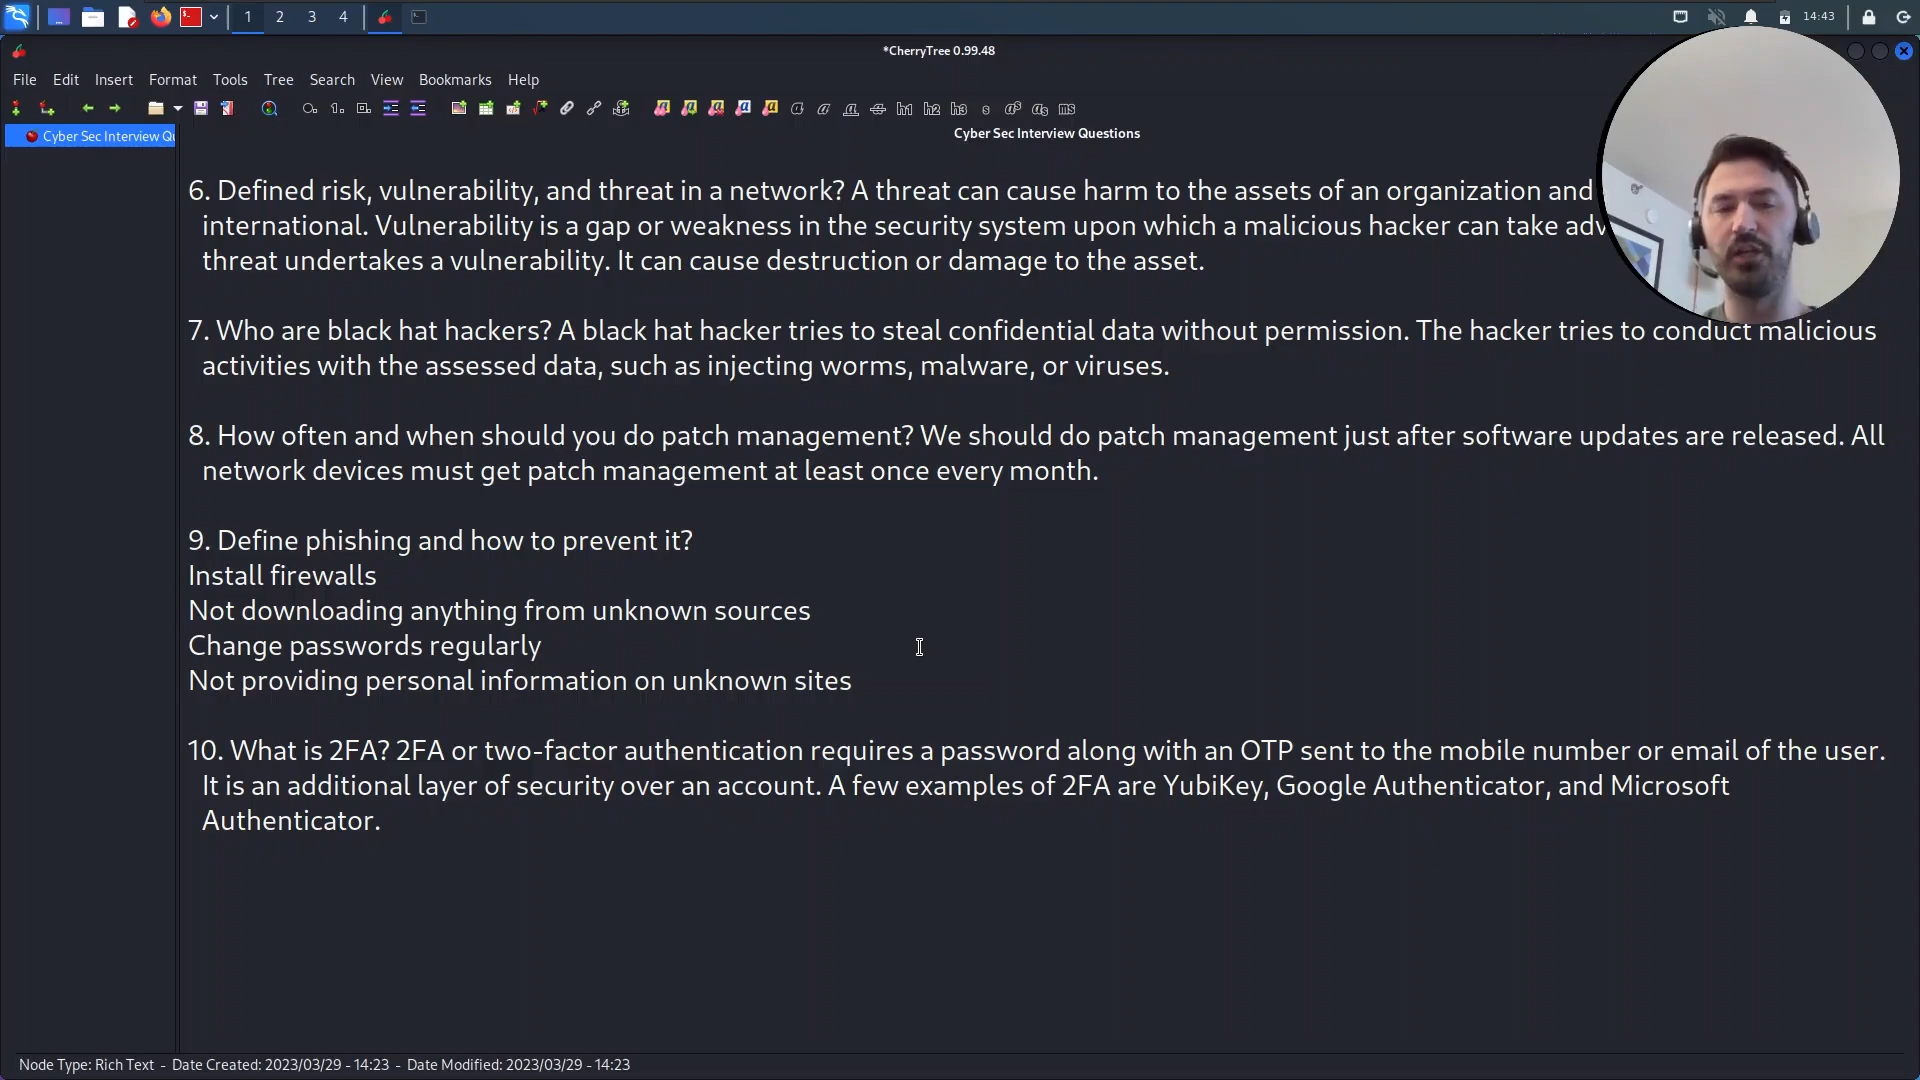 1 2 3 4 14:43
*CherryTree 0.99.48
File Edit Insert Format Tools Tree Search View Bookmarks Help
h1 h2 h3 s ms
Cyber Sec Interview Qu
Cyber Sec Interview Questions
6. Defined risk, vulnerability, and threat in a network? A threat can cause harm to the assets of an organization and
international. Vulnerability is a gap or weakness in the security system upon which a malicious hacker can take adv
threat undertakes a vulnerability. It can cause destruction or damage to the asset.
7. Who are black hat hackers? A black hat hacker tries to steal confidential data without permission. The hacker tries to conduct malicious
activities with the assessed data, such as injecting worms, malware, or viruses.
8. How often and when should you do patch management? We should do patch management just after software updates are released. All
network devices must get patch management at least once every month.
9. Define phishing and how to prevent it?
Install firewalls
Not downloading anything from unknown sources
Change passwords regularly
Not providing personal information on unknown sites
10. What is 2FA? 2FA or two-factor authentication requires a password along with an OTP sent to the mobile number or email of the user.
It is an additional layer of security over an account. A few examples of 2FA are YubiKey, Google Authenticator, and Microsoft
Authenticator.
Node Type: Rich Text - Date Created: 2023/03/29 - 14:23 - Date Modified: 2023/03/29 - 14:23